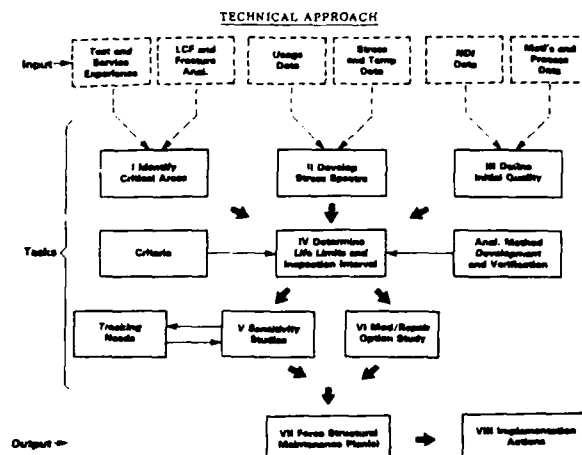 TECHNICAL APPROACH
Input
Test and
Service
Experience
LCF and
Fracture
Anal.
Usage
Data
Stress
and Temp
Data
NDI
Data
Matl's and
Process
Data
Tasks
I Identify
Critical Areas
II Develop
Stress Spectra
III Define
Initial Quality
Criteria
IV Determine
Life Limits and
Inspection Interval
Anal. Method
Development
and Verification
Tracking
Needs
V Sensitivity
Studies
VI Mod/Repair
Option Study
Output
VII Force Structural
Maintenance Plan(s)
VIII Implementation
Actions